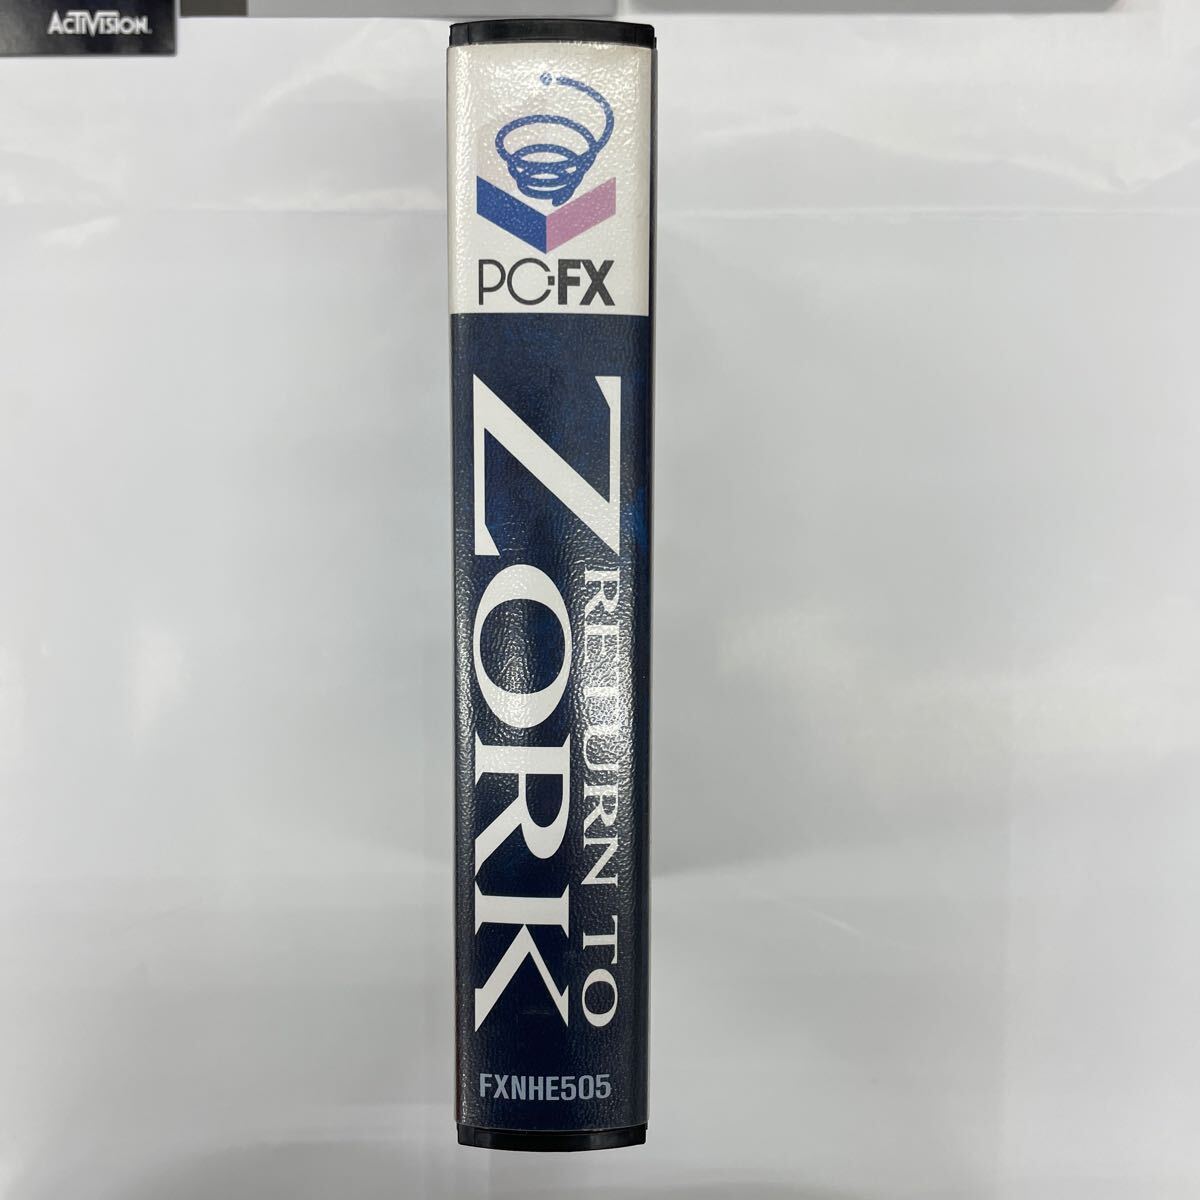 ACTIVISION.
PC-FX
RETURN TO
ZORK
FXNHE505